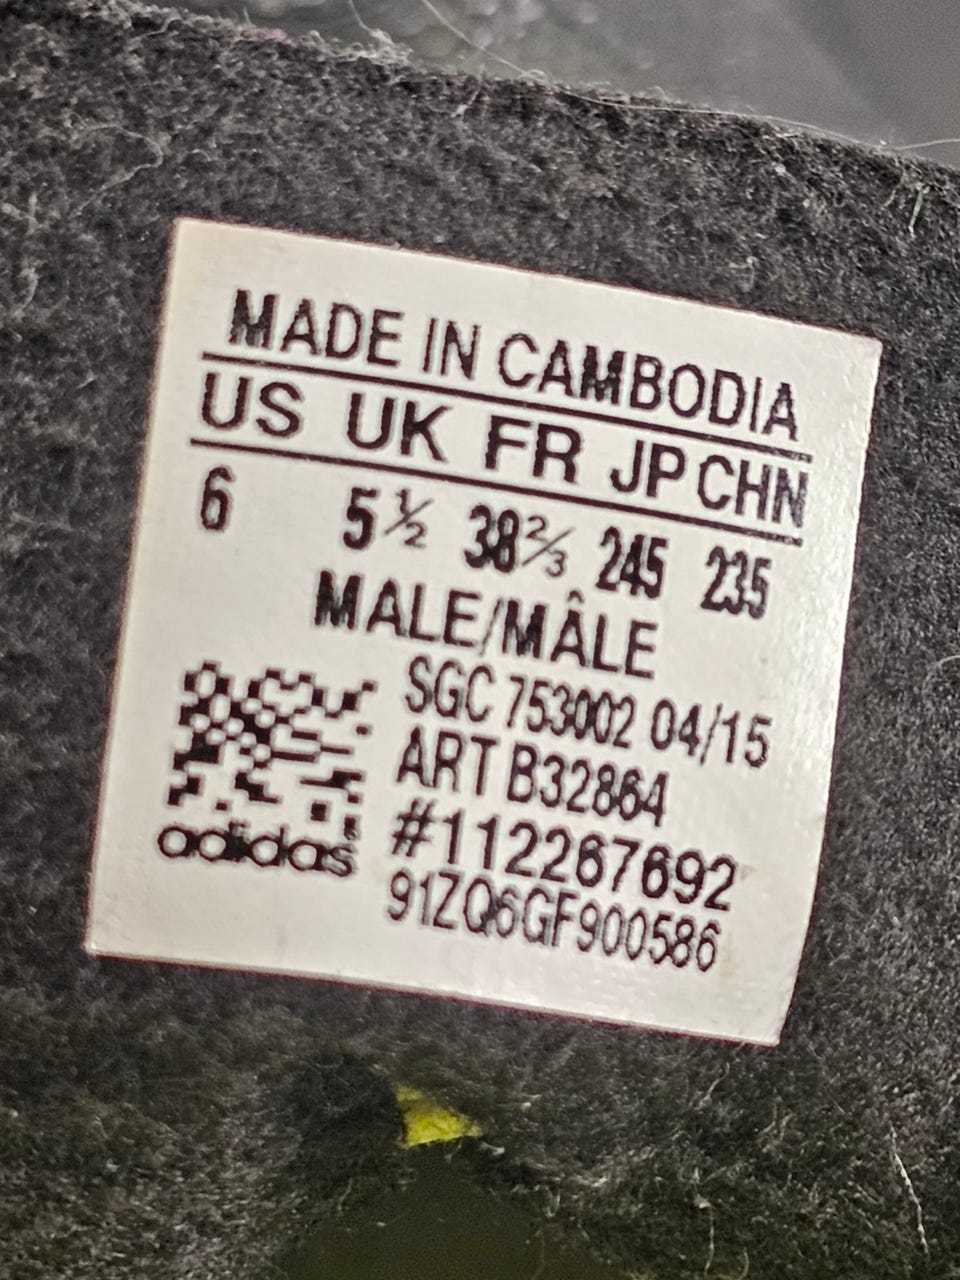 MADE IN CAMBODIA
US UK FR JP CHN
6 5½ 38⅔ 245 235
MALE/MÂLE
SGC 753002 04/15
ART B32864
adidas #112267692
91ZQ6GF900586